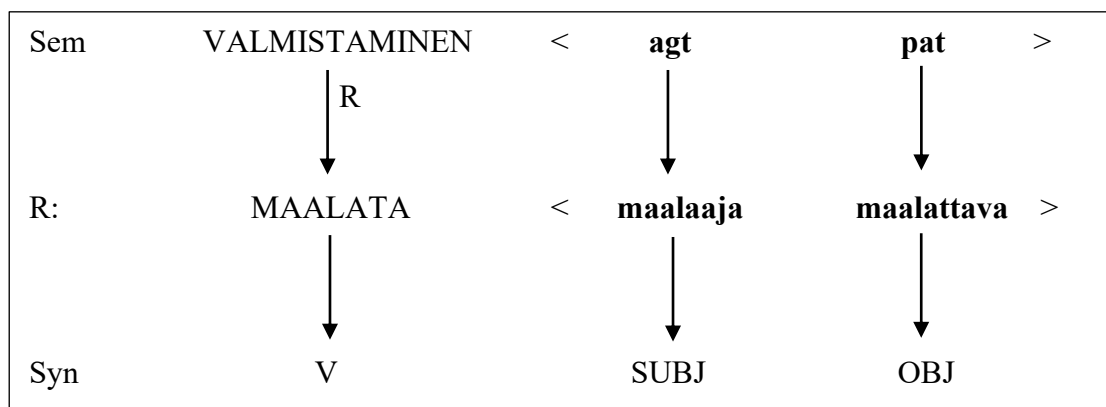 Sem VALMISTAMINEN < agt pat >
R
R: MAALATA < maalaaja maalattava >
Syn V SUBJ OBJ